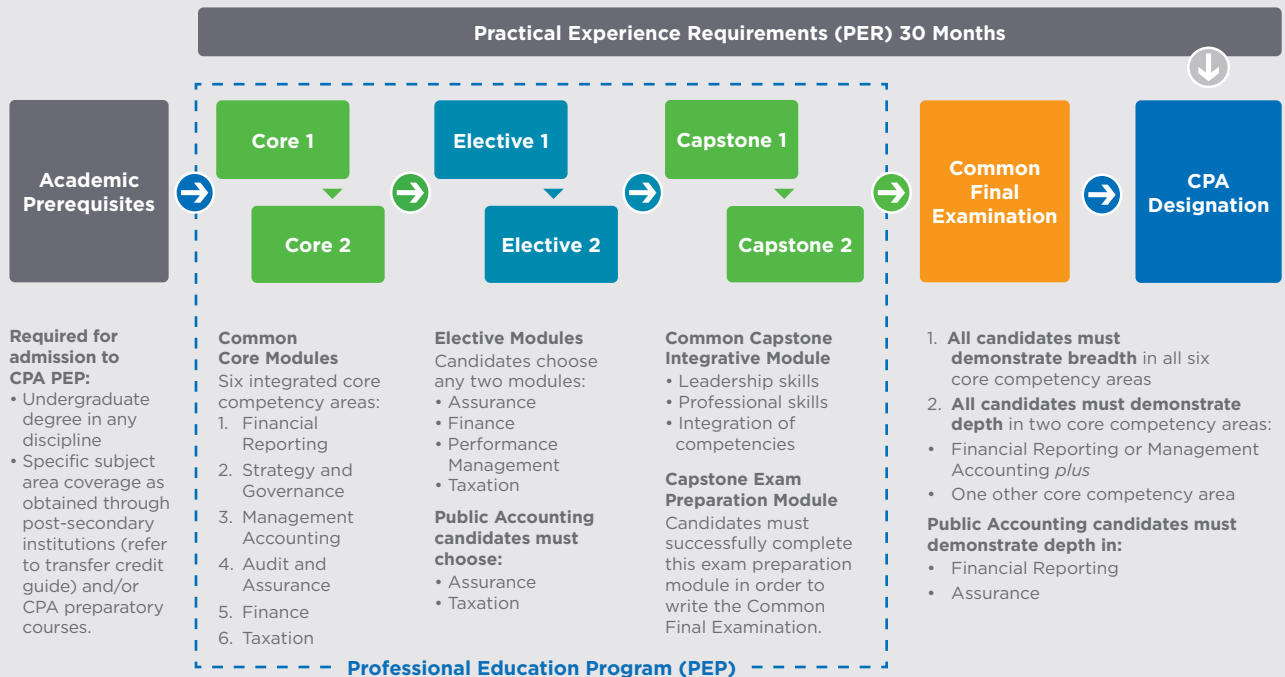 Practical Experience Requirements (PER) 30 Months
Academic
Prerequisites
Core 1
Core 2
Elective 1
Elective 2
Capstone 1
Capstone 2
Common
Final
Examination
CPA
Designation
Required for
admission to
CPA PEP:
• Undergraduate
degree in any
discipline
• Specific subject
area coverage as
obtained through
post-secondary
institutions (refer
to transfer credit
guide) and/or
CPA preparatory
courses.
Common
Core Modules
Six integrated core
competency areas:
1. Financial
Reporting
2. Strategy and
Governance
3. Management
Accounting
4. Audit and
Assurance
5. Finance
6. Taxation
Elective Modules
Candidates choose
any two modules:
• Assurance
• Finance
• Performance
Management
• Taxation
Public Accounting
candidates must
choose:
• Assurance
• Taxation
Common Capstone
Integrative Module
• Leadership skills
• Professional skills
• Integration of
competencies
Capstone Exam
Preparation Module
Candidates must
successfully complete
this exam preparation
module in order to
write the Common
Final Examination.
1. All candidates must
demonstrate breadth in all six
core competency areas
2. All candidates must demonstrate
depth in two core competency areas:
• Financial Reporting or Management
Accounting plus
• One other core competency area
Public Accounting candidates must
demonstrate depth in:
• Financial Reporting
• Assurance
Professional Education Program (PEP)